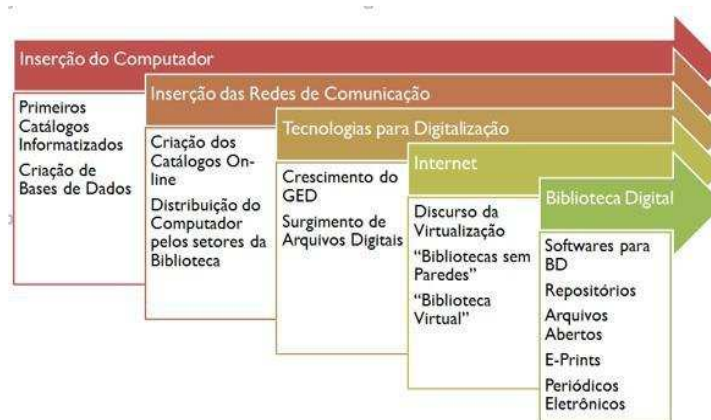 Inserção do Computador
Primeiros
Catálogos
Informatizados
Criação de
Bases de Dados
Inserção das Redes de Comunicação
Criação dos
Catálogos On-
line
Distribuição do
Computador
pelos setores da
Biblioteca
Tecnologias para Digitalização
Crescimento do
GED
Surgimento de
Arquivos Digitais
Internet
Discurso da
Virtualização
“Bibliotecas sem
Paredes”
“Biblioteca
Virtual”
Biblioteca Digital
Softwares para
BD
Repositórios
Arquivos
Abertos
E-Prints
Periódicos
Eletrônicos